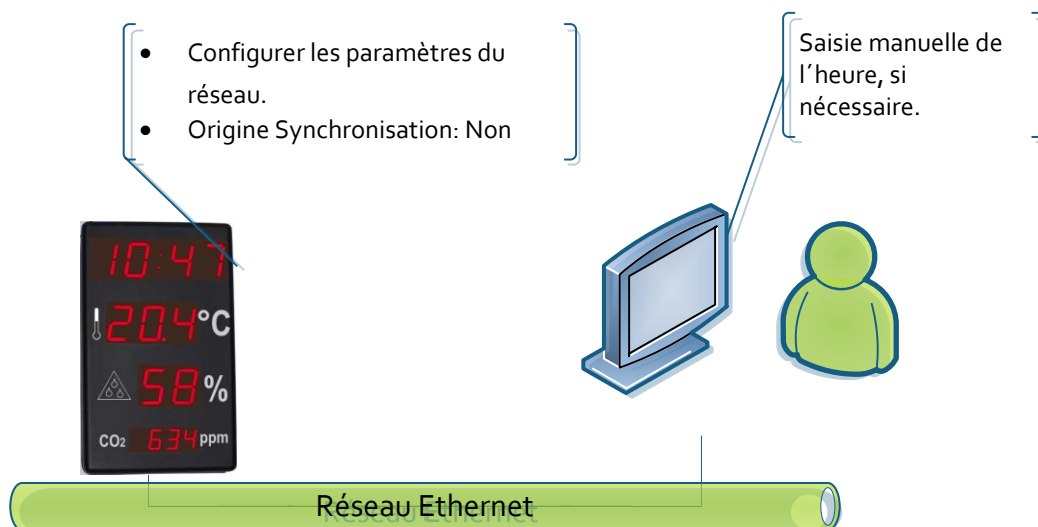 • Configurer les paramètres du
réseau.
• Origine Synchronisation: Non
Saisie manuelle de
l´heure, si
nécessaire.
10:47
20.4°C
58%
CO2 634 ppm
Réseau Ethernet